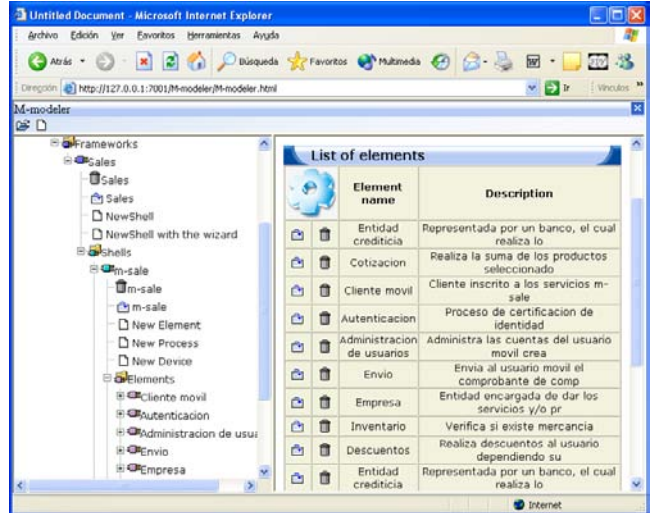 Untitled Document - Microsoft Internet Explorer
Archivo Edición Ver Favoritos Herramientas Ayuda
Atrás Búsqueda Favoritos Multimedia
Dirección http://127.0.0.1:7001/M-modeler/M-modeler.html Ir Vínculos
M-modeler
Frameworks
Sales
Sales
Sales
NewShell
NewShell with the wizard
Shells
m-sale
m-sale
m-sale
New Element
New Process
New Device
Elements
Cliente movil
Autenticacion
Administracion de usua
Envio
Empresa
List of elements
Element name Description
Entidad crediticia Representada por un banco, el cual realiza lo
Cotizacion Realiza la suma de los productos seleccionado
Cliente movil Cliente inscrito a los servicios m-sale
Autenticacion Proceso de certificacion de identidad
Administracion de usuarios Administra las cuentas del usuario movil crea
Envio Envia al usuario movil el comprobante de comp
Empresa Entidad encargada de dar los servicios y/o pr
Inventario Verifica si existe mercancia
Descuentos Realiza descuentos al usuario dependiendo su
Entidad crediticia Representada por un banco, el cual realiza lo
Internet